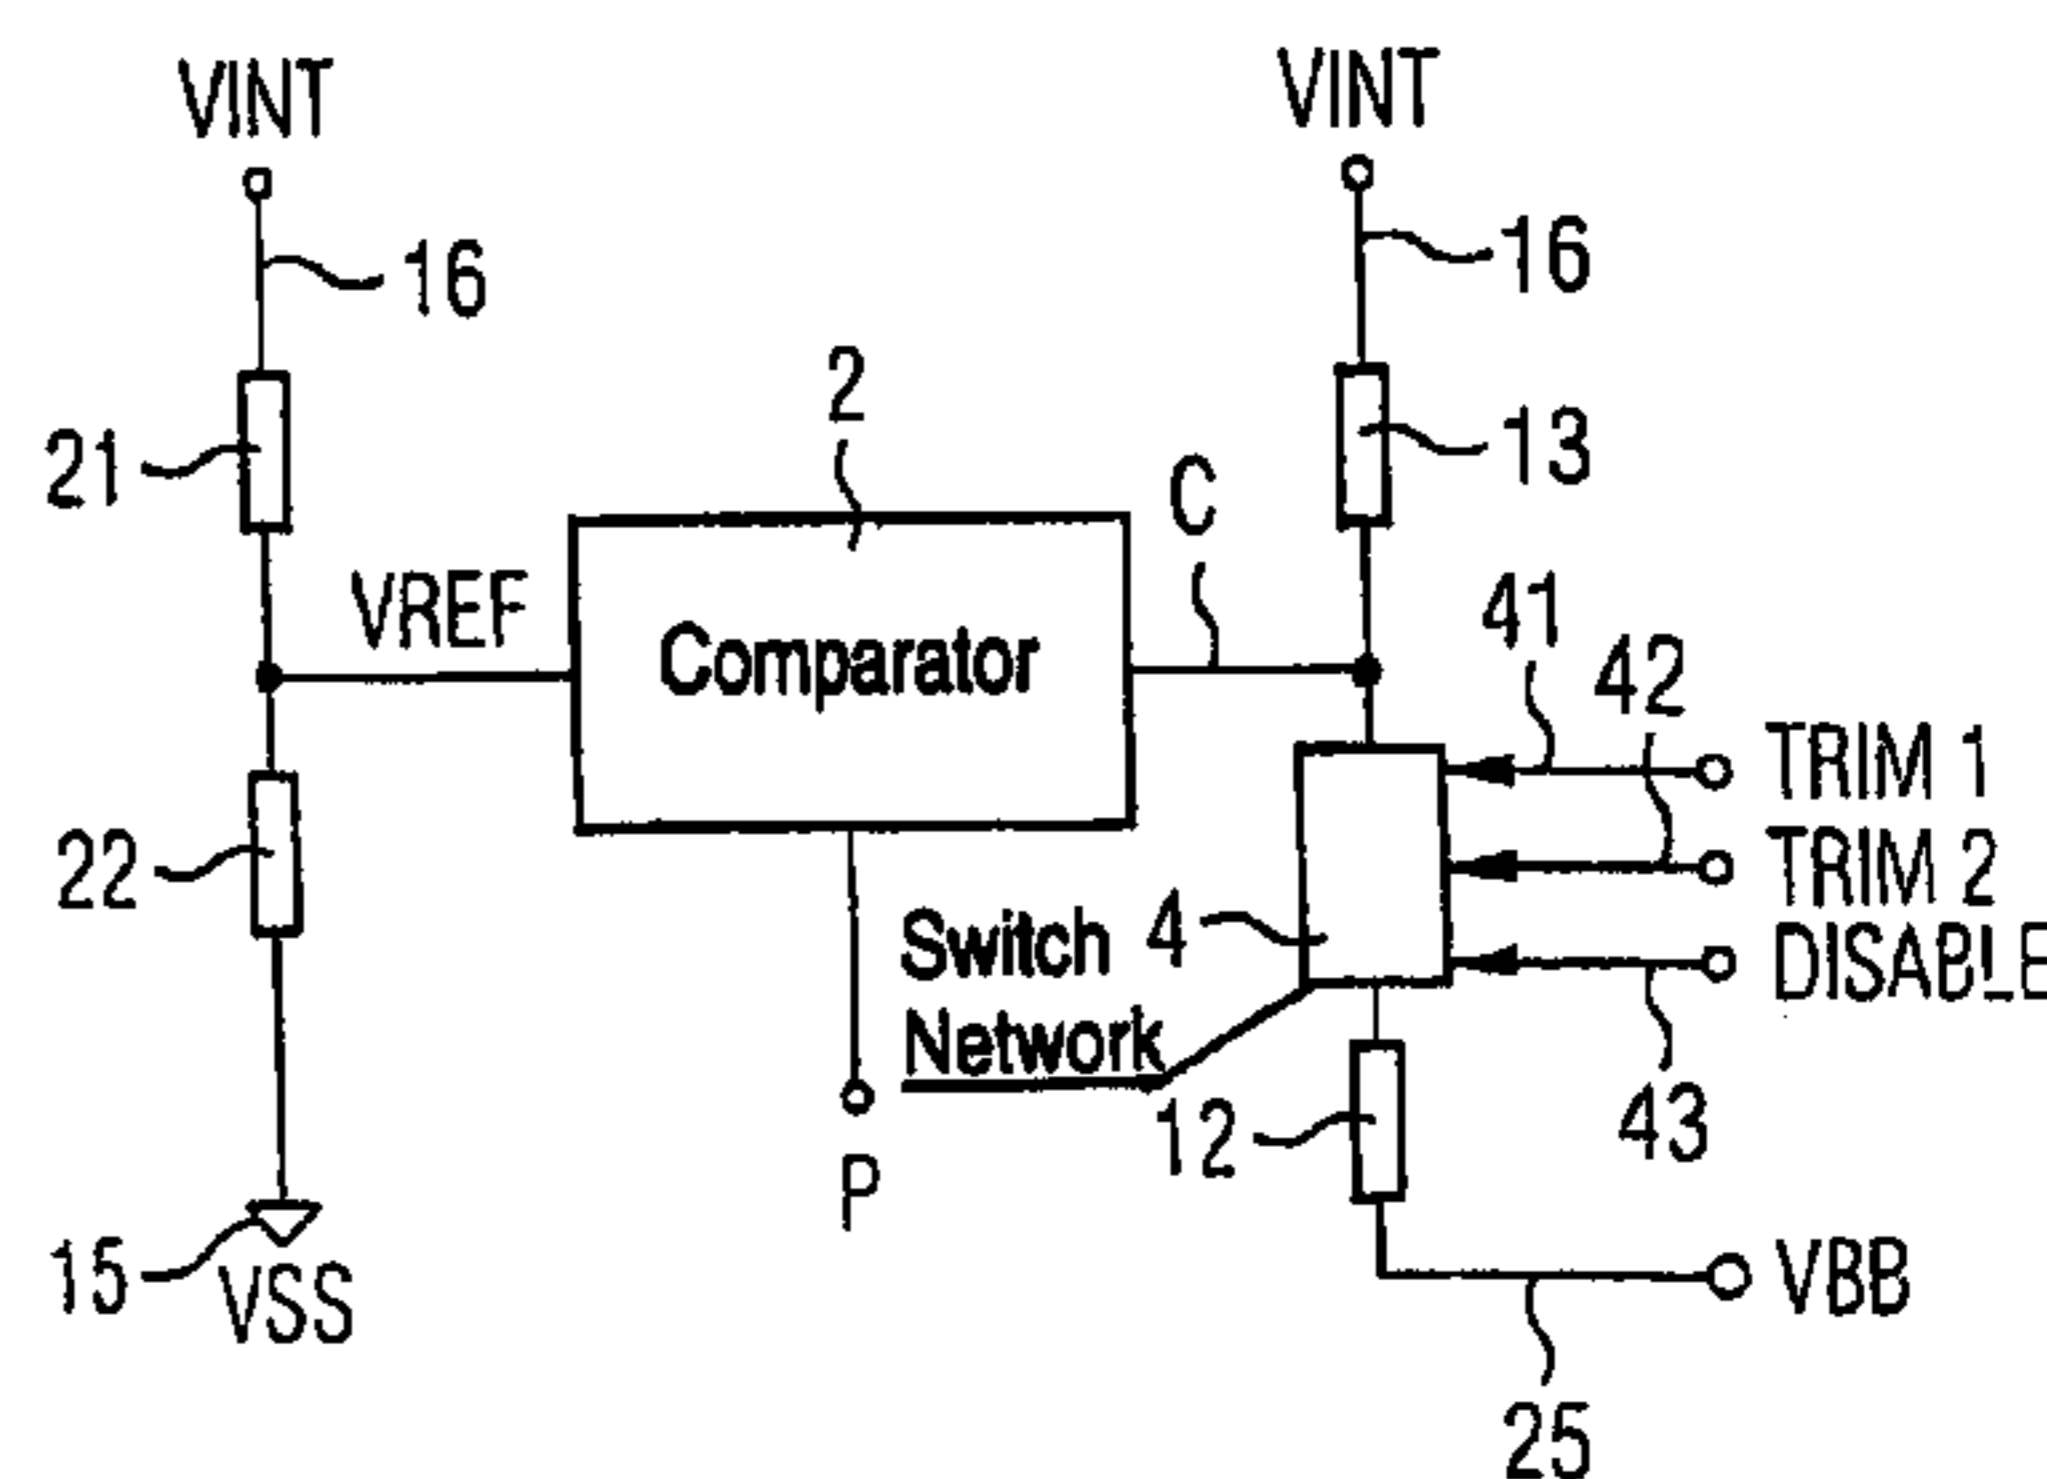 VINT
VINT
16
16
21
2
13
C
VREF
Comparator
41
42
TRIM 1
22
TRIM 2
Switch
Network
4
DISABLE
43
12
P
15
VSS
VBB
25